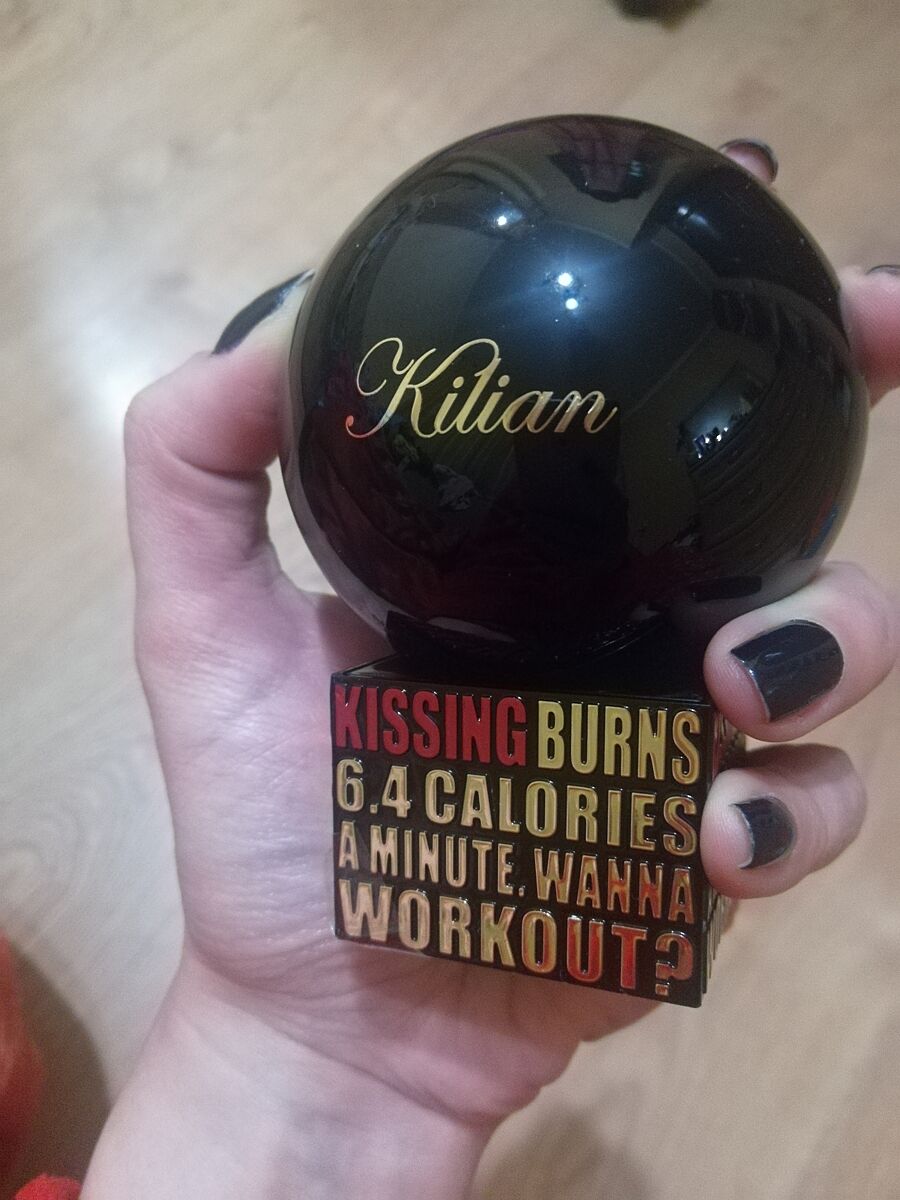 Kilian
KISSING BURNS
6.4 CALORIES
A MINUTE. WANNA
WORKOUT?